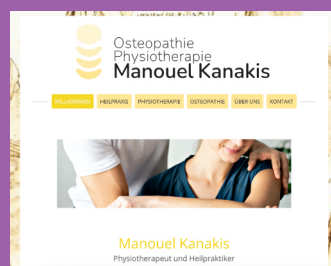 Osteopathie
Physiotherapie
Manouel Kanakis
WILLKOMMEN HEILPRAXIS PHYSIOTHERAPIE OSTEOPATHIE ÜBER UNS KONTAKT
Manouel Kanakis
Physiotherapeut und Heilpraktiker